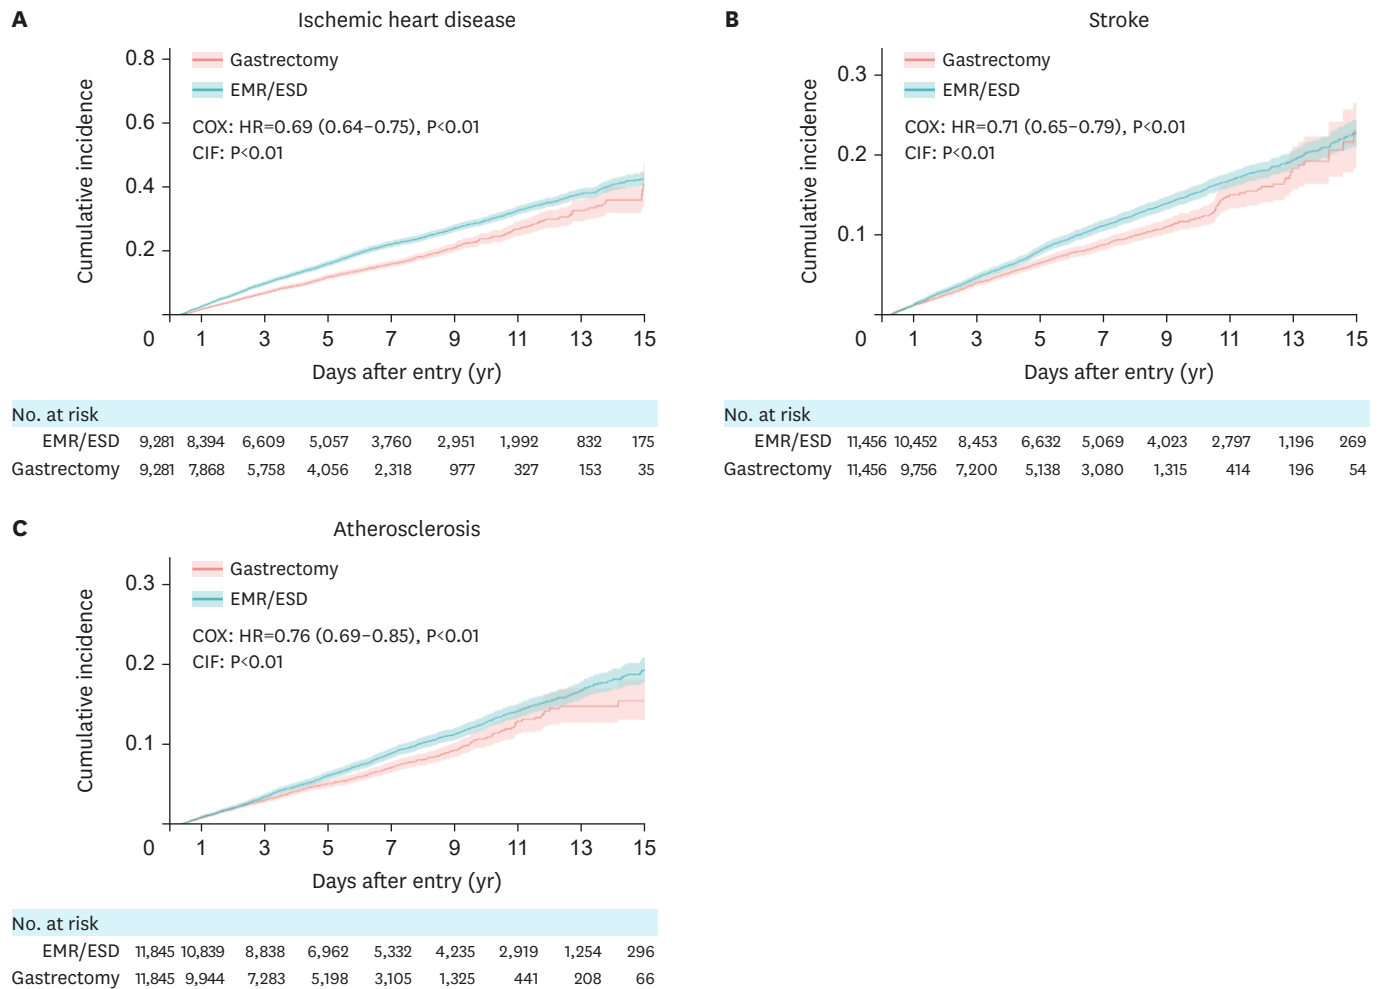 A
Ischemic heart disease
Cumulative incidence
0.8
0.6
0.4
0.2
Gastrectomy
EMR/ESD
COX: HR=0.69 (0.64–0.75), P<0.01
CIF: P<0.01
0 1 3 5 7 9 11 13 15
Days after entry (yr)
No. at risk
EMR/ESD 9,281 8,394 6,609 5,057 3,760 2,951 1,992 832 175
Gastrectomy 9,281 7,868 5,758 4,056 2,318 977 327 153 35
B
Stroke
Cumulative incidence
0.3
0.2
0.1
Gastrectomy
EMR/ESD
COX: HR=0.71 (0.65–0.79), P<0.01
CIF: P<0.01
0 1 3 5 7 9 11 13 15
Days after entry (yr)
No. at risk
EMR/ESD 11,456 10,452 8,453 6,632 5,069 4,023 2,797 1,196 269
Gastrectomy 11,456 9,756 7,200 5,138 3,080 1,315 414 196 54
C
Atherosclerosis
Cumulative incidence
0.3
0.2
0.1
Gastrectomy
EMR/ESD
COX: HR=0.76 (0.69–0.85), P<0.01
CIF: P<0.01
0 1 3 5 7 9 11 13 15
Days after entry (yr)
No. at risk
EMR/ESD 11,845 10,839 8,838 6,962 5,332 4,235 2,919 1,254 296
Gastrectomy 11,845 9,944 7,283 5,198 3,105 1,325 441 208 66